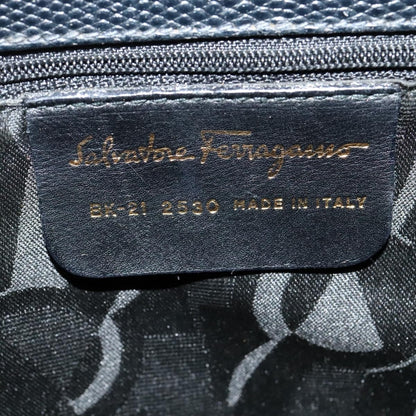 Salvatore Ferragamo
BK-21 2530 MADE IN ITALY